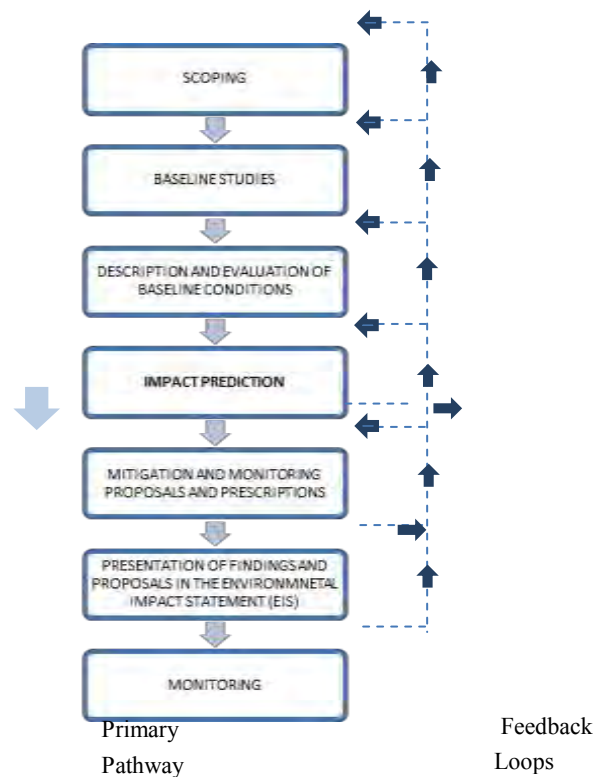 SCOPING
BASELINE STUDIES
DESCRIPTION AND EVALUATION OF
BASELINE CONDITIONS
IMPACT PREDICTION
MITIGATION AND MONITORING
PROPOSALS AND PRESCRIPTIONS
PRESENTATION OF FINDINGS AND
PROPOSALS IN THE ENVIRONMNETAL
IMPACT STATEMENT (EIS)
MONITORING
Primary
Pathway
Feedback
Loops